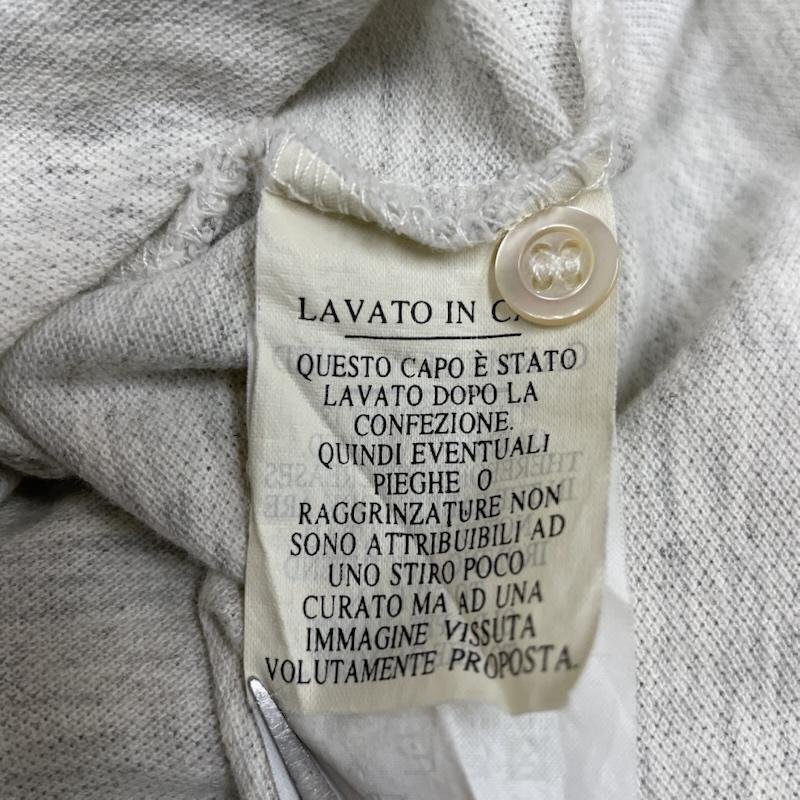 LAVATO IN
QUESTO CAPO È STATO
LAVATO DOPO LA
CONFEZIONE.
QUINDI EVENTUALI
PIEGHE O
RAGGRINZATURE NON
SONO ATTRIBUIBILI AD
UNO STIRO POCO
CURATO MA AD UNA
IMMAGINE VISSUTA
VOLUTAMENTE PROPOSTA.